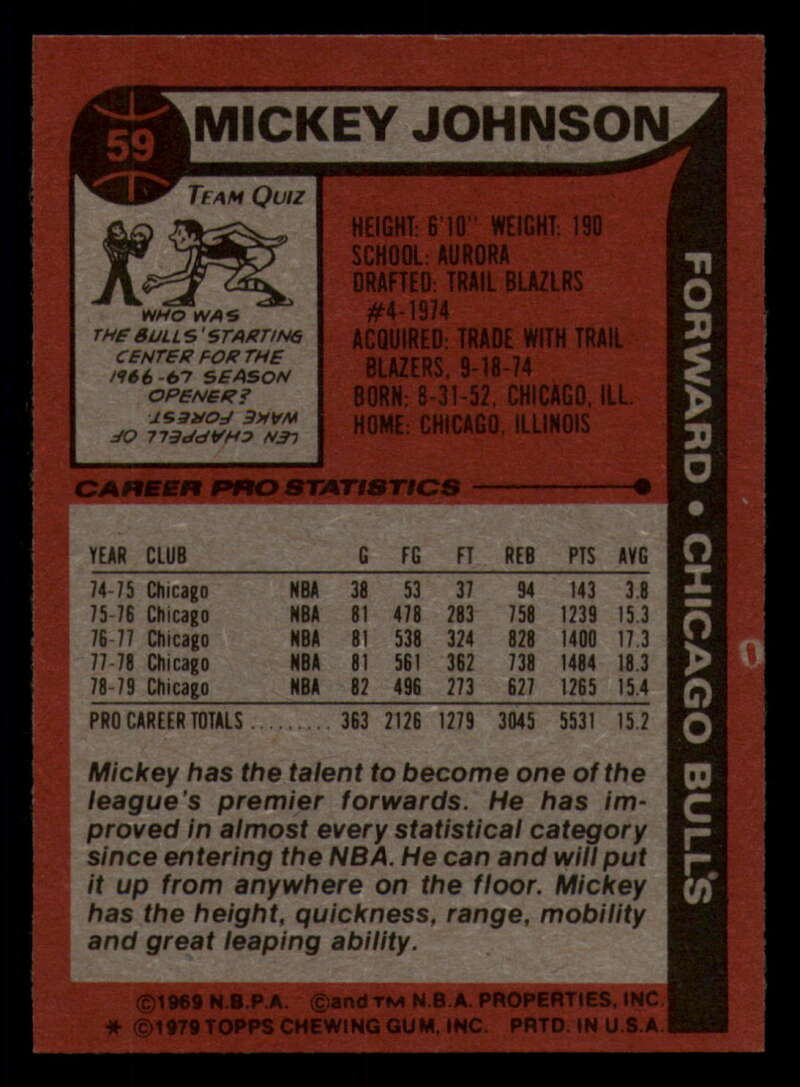 59
MICKEY JOHNSON
TEAM QUIZ
WHO WAS
THE BULLS' STARTING
CENTER FOR THE
1966-67 SEASON
OPENER?
LEN CHAPPELL OF
WAKE FOREST
HEIGHT: 6'10" WEIGHT: 190
SCHOOL: AURORA
DRAFTED: TRAIL BLAZLRS
#4-1974
ACQUIRED: TRADE WITH TRAIL
BLAZERS, 9-18-74
BORN: 8-31-52, CHICAGO, ILL.
HOME: CHICAGO, ILLINOIS
FORWARD • CHICAGO BULLS
CAREER PRO STATISTICS
YEAR CLUB G FG FT REB PTS AVG
74-75 Chicago NBA 38 53 37 94 143 3.8
75-76 Chicago NBA 81 478 283 758 1239 15.3
76-77 Chicago NBA 81 538 324 828 1400 17.3
77-78 Chicago NBA 81 561 362 738 1484 18.3
78-79 Chicago NBA 82 496 273 627 1265 15.4
PRO CAREER TOTALS .......... 363 2126 1279 3045 5531 15.2
Mickey has the talent to become one of the
league's premier forwards. He has im-
proved in almost every statistical category
since entering the NBA. He can and will put
it up from anywhere on the floor. Mickey
has the height, quickness, range, mobility
and great leaping ability.
©1969 N.B.P.A. ©and TM N.B.A. PROPERTIES, INC.
* ©1979 TOPPS CHEWING GUM, INC. PRTD. IN U.S.A.